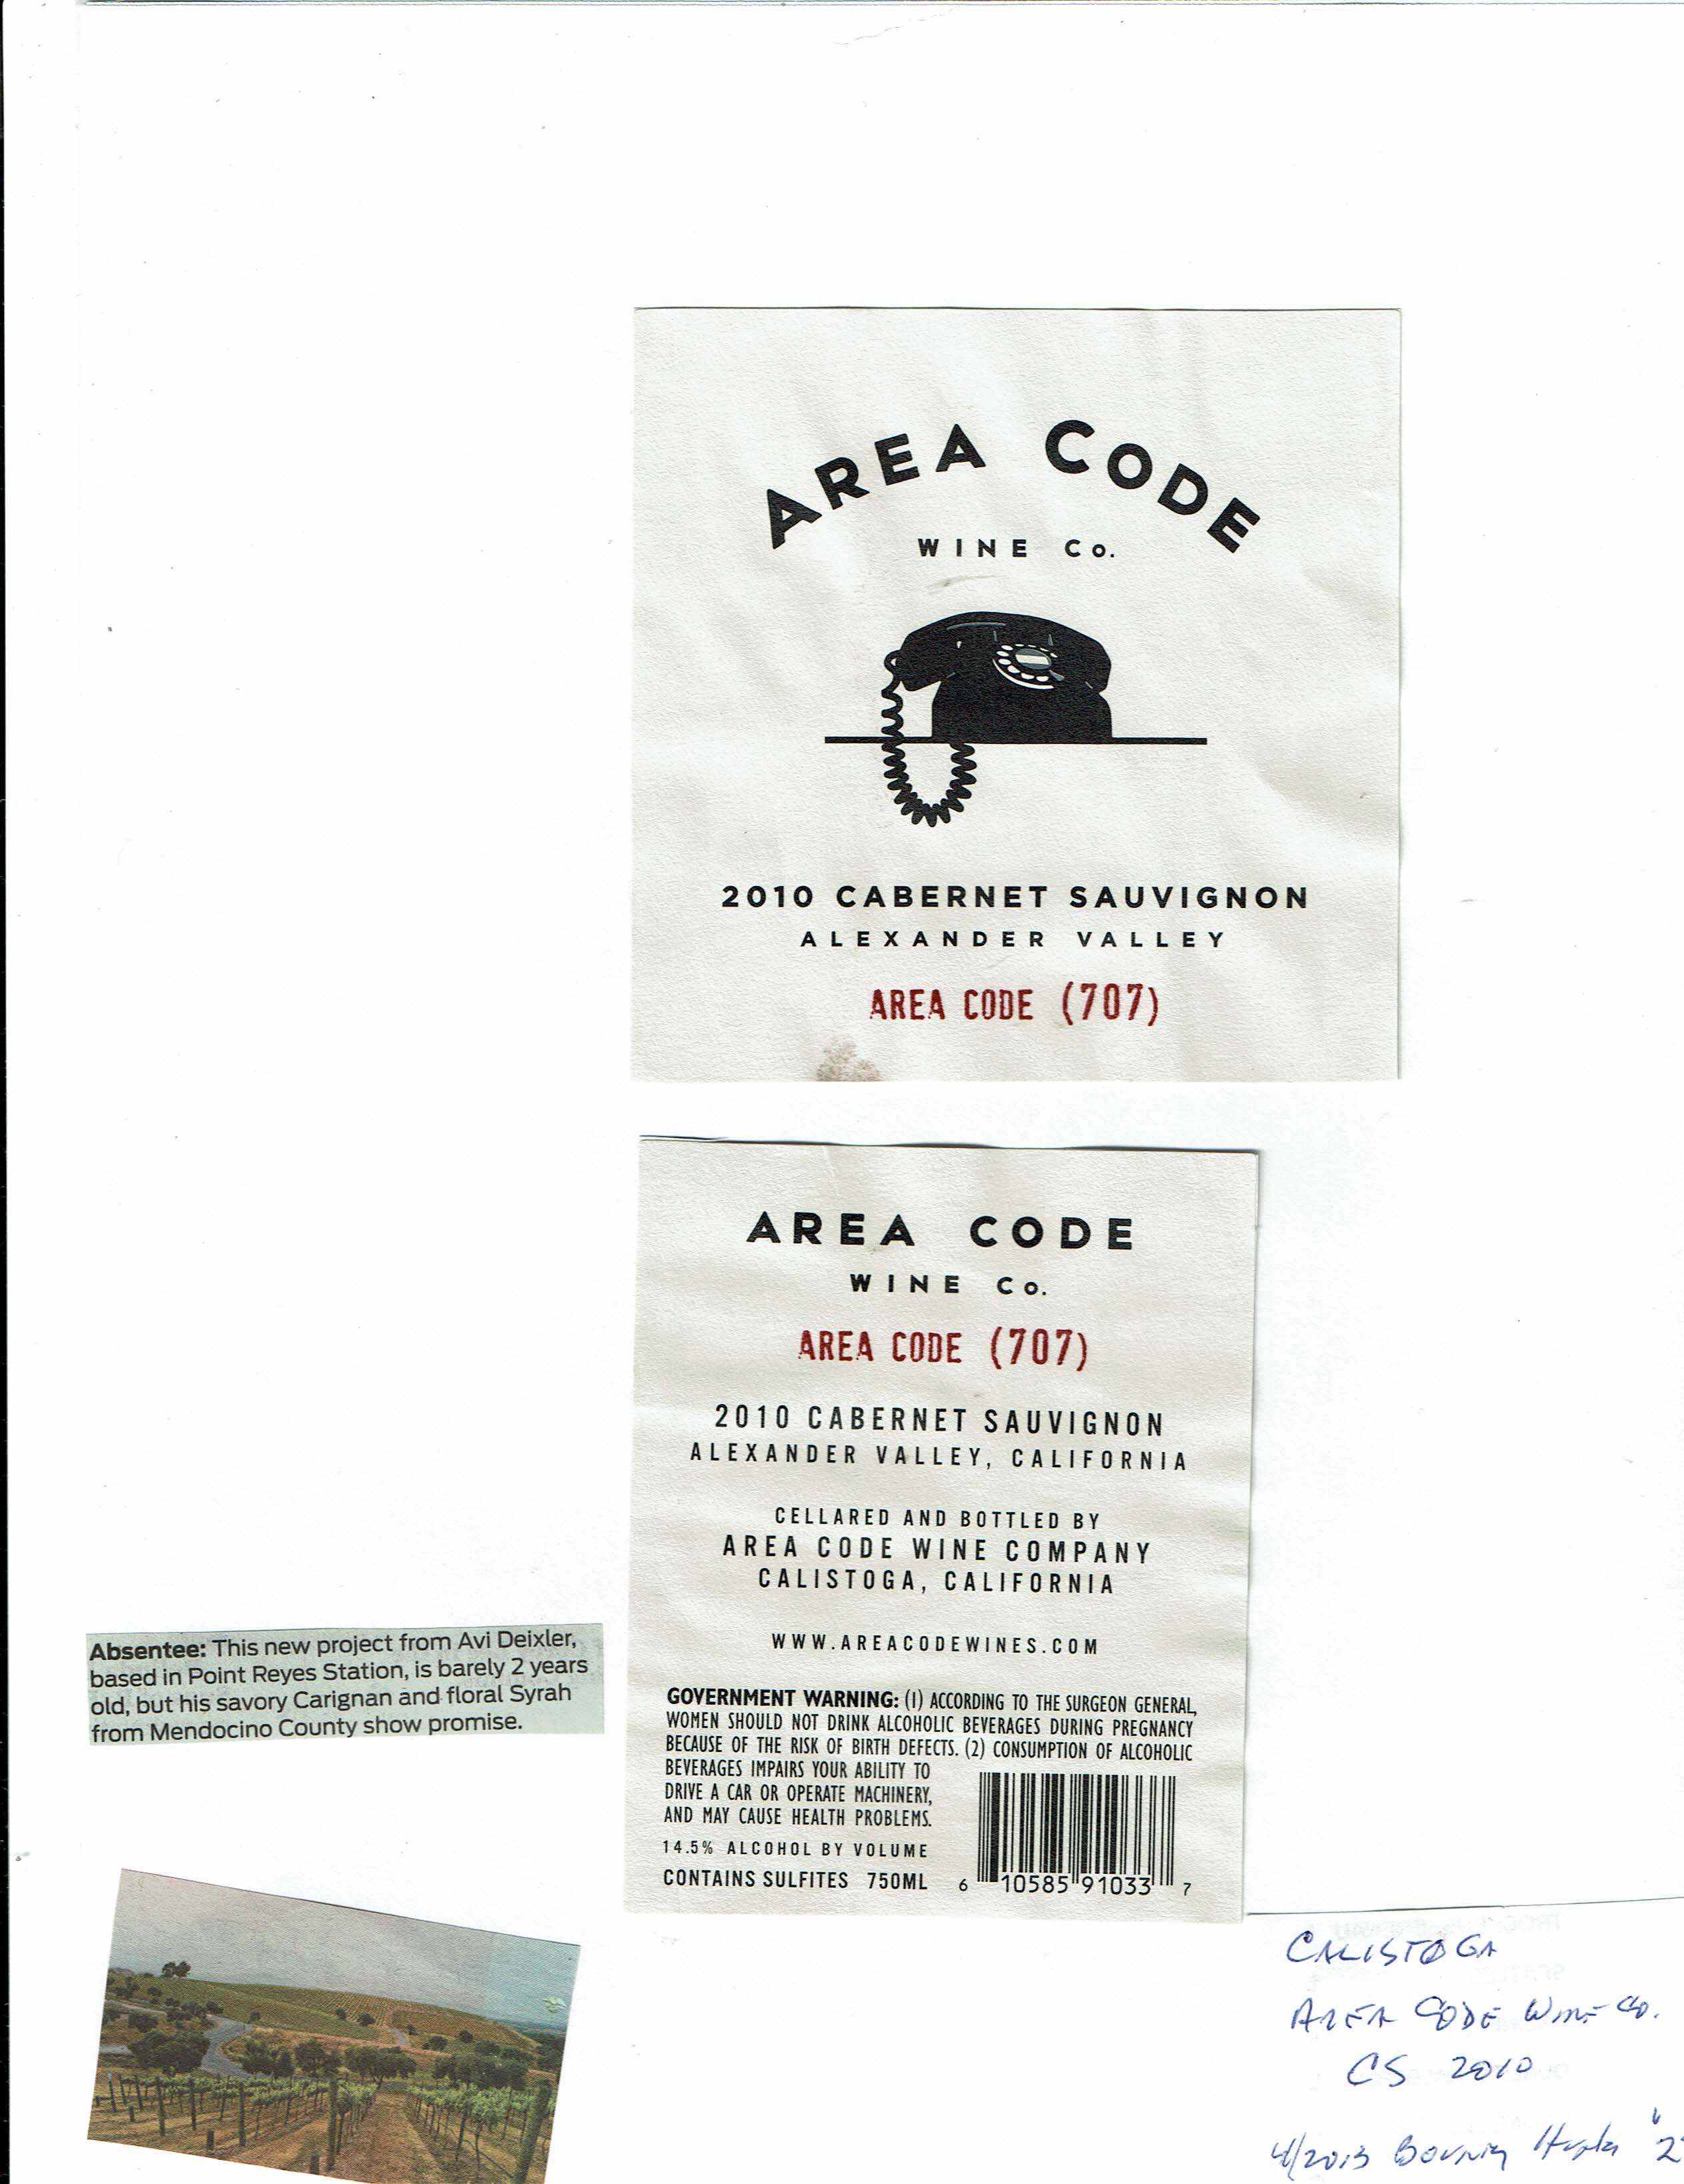 AREA CODE
WINE Co.
2010 CABERNET SAUVIGNON
ALEXANDER VALLEY
AREA CODE (707)
AREA CODE
WINE Co.
AREA CODE (707)
2010 CABERNET SAUVIGNON
ALEXANDER VALLEY, CALIFORNIA
CELLARED AND BOTTLED BY
AREA CODE WINE COMPANY
CALISTOGA, CALIFORNIA
WWW.AREACODEWINES.COM
GOVERNMENT WARNING: (1) ACCORDING TO THE SURGEON GENERAL,
WOMEN SHOULD NOT DRINK ALCOHOLIC BEVERAGES DURING PREGNANCY
BECAUSE OF THE RISK OF BIRTH DEFECTS. (2) CONSUMPTION OF ALCOHOLIC
BEVERAGES IMPAIRS YOUR ABILITY TO
DRIVE A CAR OR OPERATE MACHINERY,
AND MAY CAUSE HEALTH PROBLEMS.
14.5% ALCOHOL BY VOLUME
CONTAINS SULFITES 750ML
6 10585 91033 7
Absentee: This new project from Avi Deixler,
based in Point Reyes Station, is barely 2 years
old, but his savory Carignan and floral Syrah
from Mendocino County show promise.
CALISTOGA
AREA CODE WINE CO.
CS 2010
4/2013